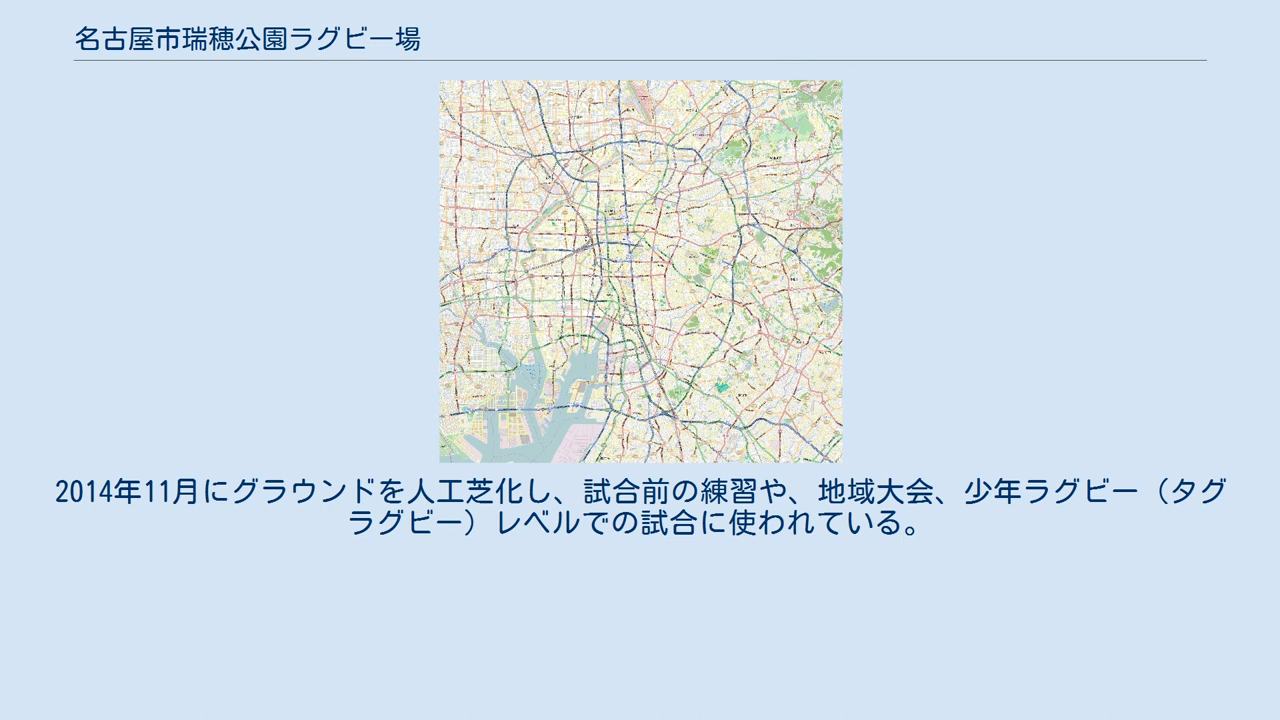 名古屋市瑞穂公園ラグビー場
2014年11月にグラウンドを人工芝化し、試合前の練習や、地域大会、少年ラグビー（タグ
ラグビー）レベルでの試合に使われている。